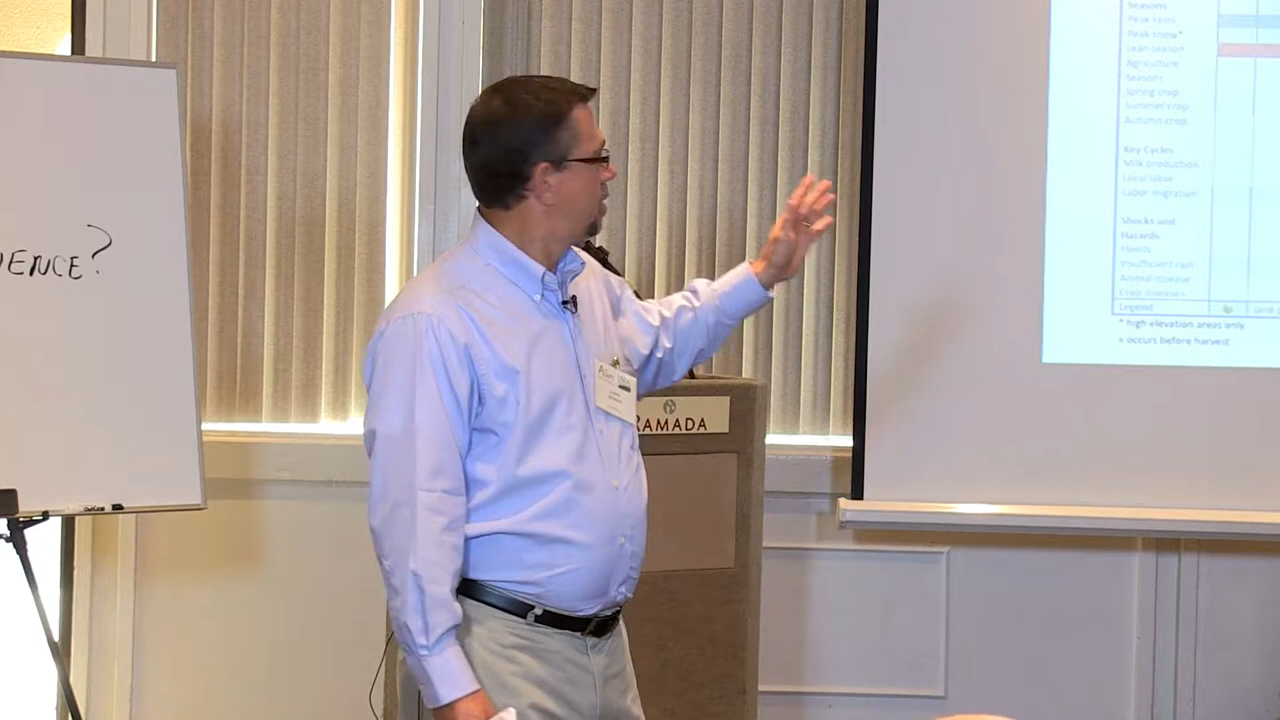 ENCE?
RAMADA
Seasons
Peak rains
Peak snow*
Lean season
Agriculture
Seasons
Spring crop
Summer crop
Autumn crop
Key Cycles
Milk production
Local labor
Labor migration
Shocks and
Hazards
Floods
Insufficient rain
Animal disease
Crop diseases
Legend
* high elevation areas only
occurs before harvest